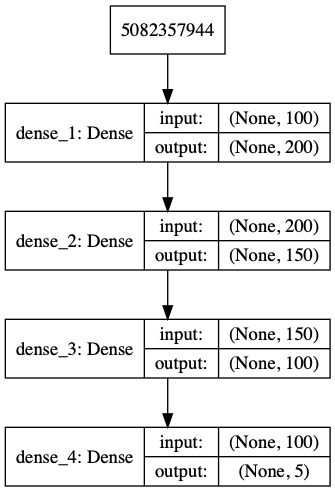 5082357944
dense_1: Dense
input: (None, 100)
output: (None, 200)
dense_2: Dense
input: (None, 200)
output: (None, 150)
dense_3: Dense
input: (None, 150)
output: (None, 100)
dense_4: Dense
input: (None, 100)
output: (None, 5)